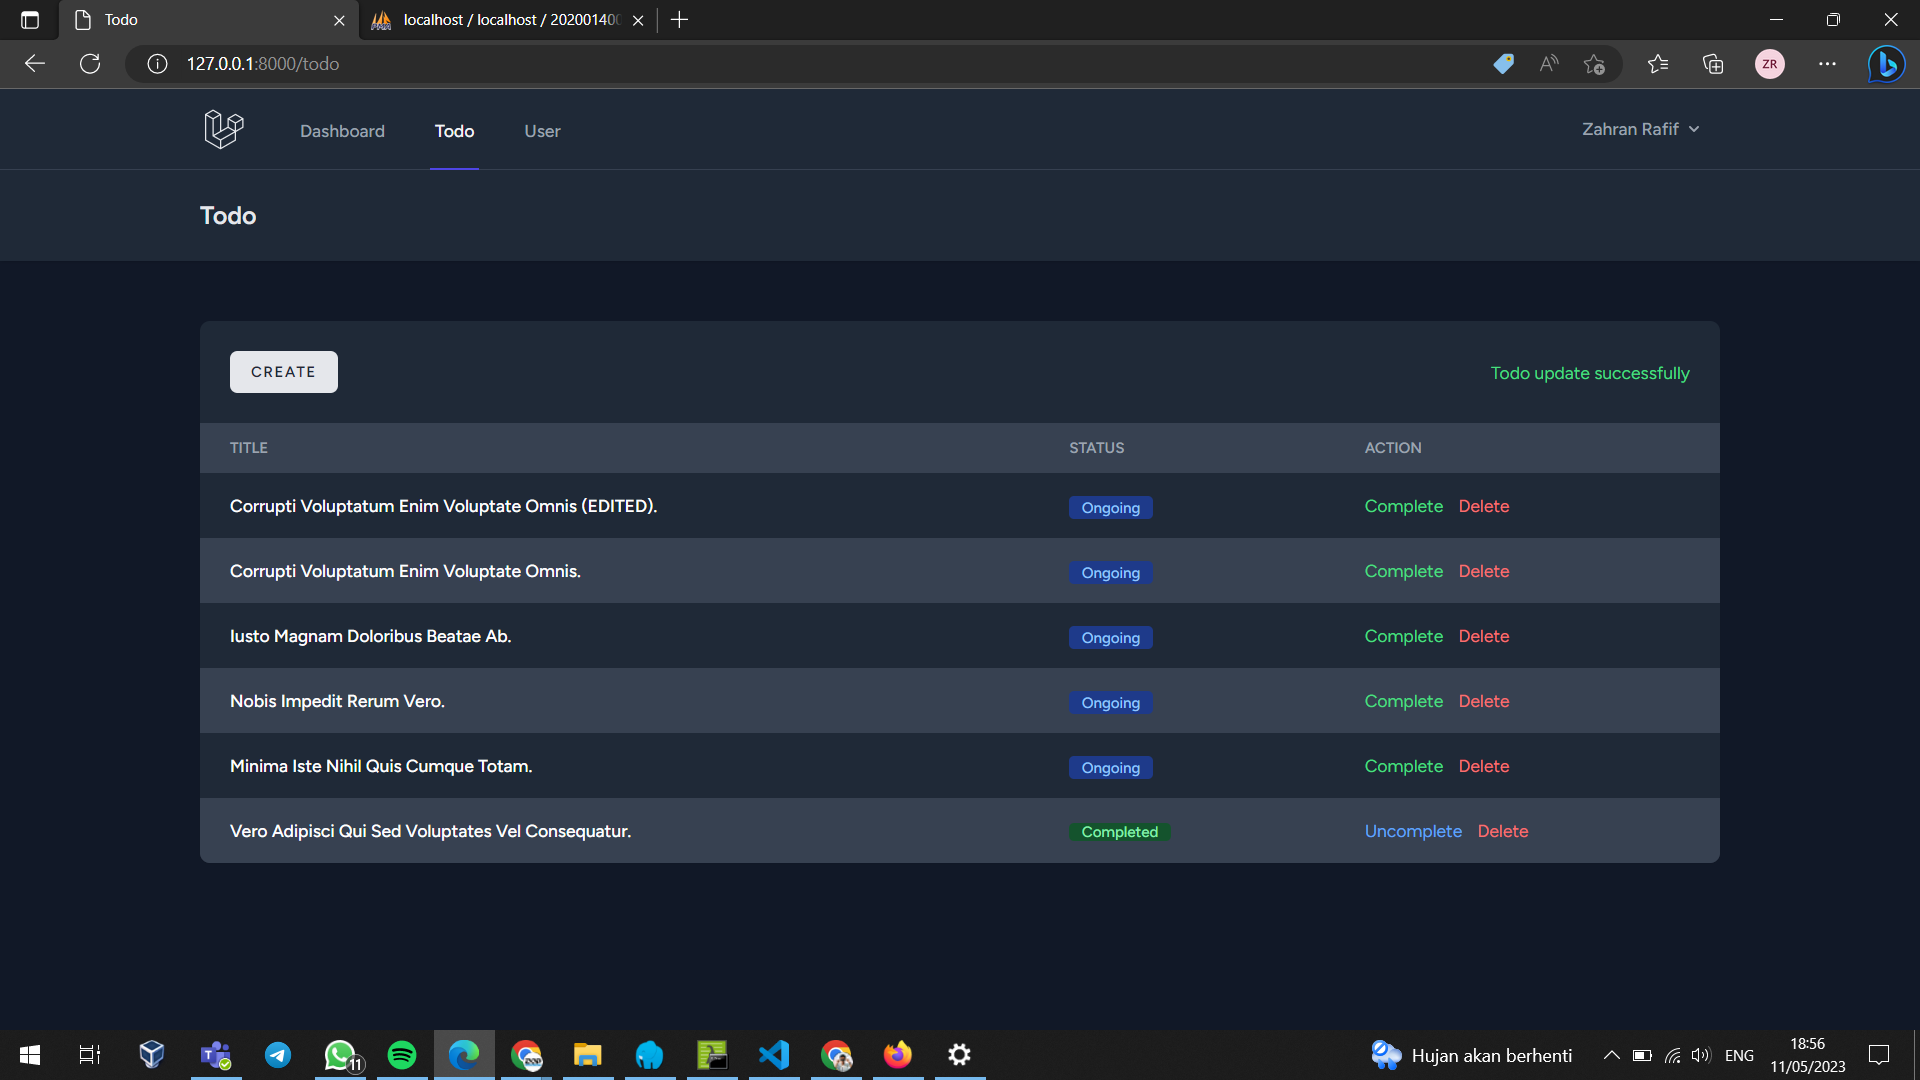 Todo
localhost / localhost / 20200140
127.0.0.1:8000/todo
ZR
Dashboard
Todo
User
Zahran Rafif
Todo
CREATE
Todo update successfully
TITLE STATUS ACTION
Corrupti Voluptatum Enim Voluptate Omnis (EDITED). Ongoing Complete Delete
Corrupti Voluptatum Enim Voluptate Omnis. Ongoing Complete Delete
Iusto Magnam Doloribus Beatae Ab. Ongoing Complete Delete
Nobis Impedit Rerum Vero. Ongoing Complete Delete
Minima Iste Nihil Quis Cumque Totam. Ongoing Complete Delete
Vero Adipisci Qui Sed Voluptates Vel Consequatur. Completed Uncomplete Delete
11
Hujan akan berhenti
ENG
18:56
11/05/2023